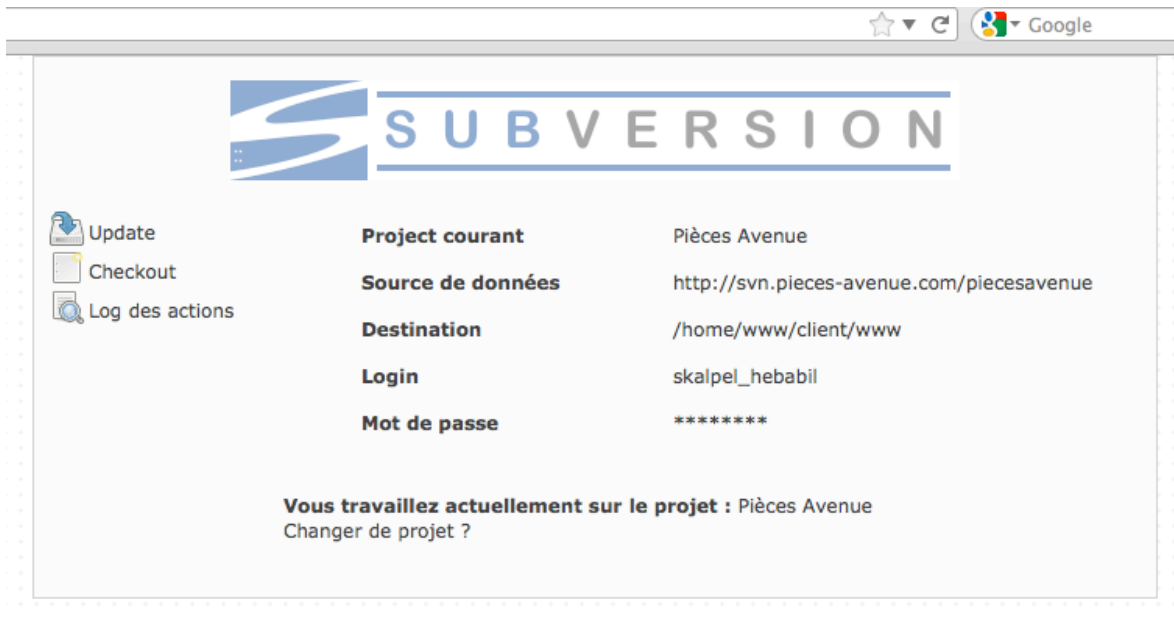 Google
SUBVERSION
Update
Checkout
Log des actions
Project courant Pièces Avenue
Source de données http://svn.pieces-avenue.com/piecesavenue
Destination /home/www/client/www
Login skalpel_hebabil
Mot de passe ********
Vous travaillez actuellement sur le projet : Pièces Avenue
Changer de projet ?